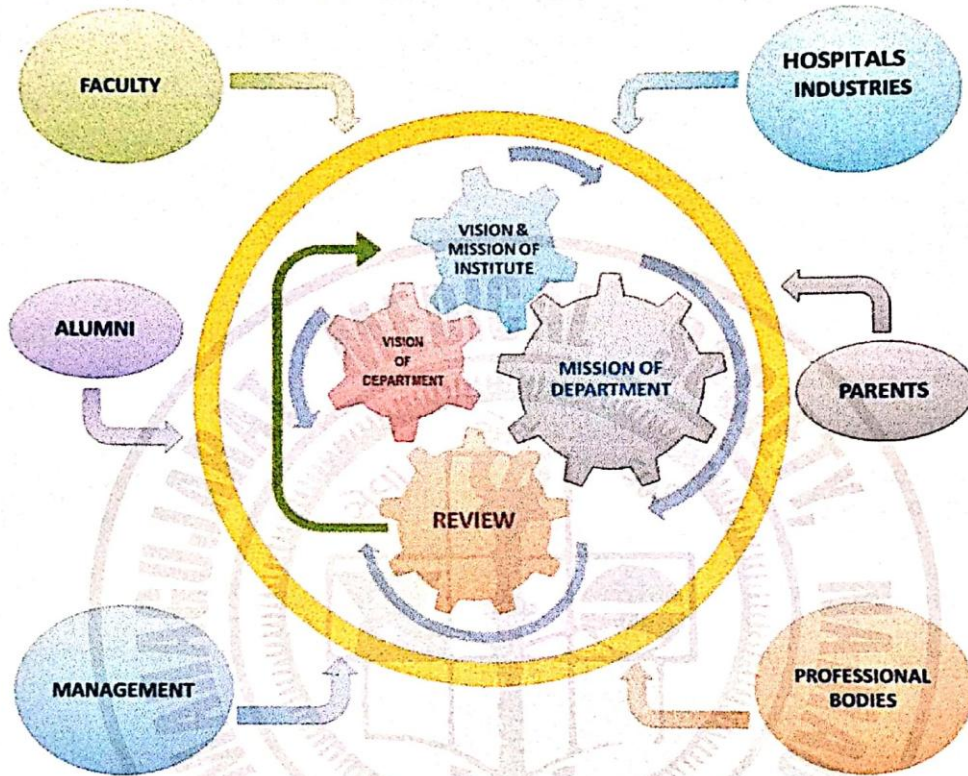 FACULTY
HOSPITALS
INDUSTRIES
VISION &
MISSION OF
INSTITUTE
ALUMNI
VISION
OF
DEPARTMENT
MISSION OF
DEPARTMENT
PARENTS
REVIEW
MANAGEMENT
PROFESSIONAL
BODIES